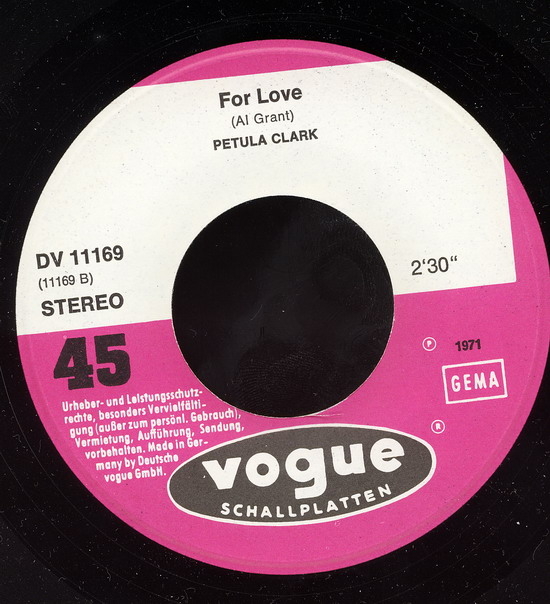 For Love
(Al Grant)
PETULA CLARK
DV 11169
(11169 B)
STEREO
2'30"
45
℗ 1971
GEMA
Urheber- und Leistungsschutz-
rechte, besonders Vervielfälti-
gung (außer zum persönl. Gebrauch),
Vermietung, Aufführung, Sendung,
vorbehalten. Made in Ger-
many by Deutsche
vogue GmbH.
®
vogue
SCHALLPLATTEN